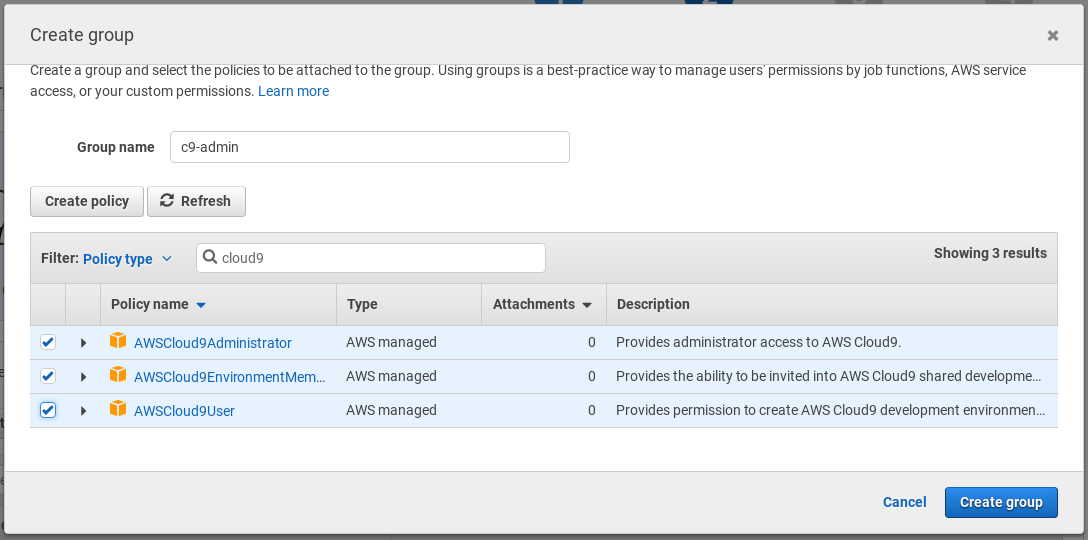 Create group
Create a group and select the policies to be attached to the group. Using groups is a best-practice way to manage users' permissions by job functions, AWS service
access, or your custom permissions. Learn more
Group name c9-admin
Create policy Refresh
Filter: Policy type cloud9 Showing 3 results
Policy name Type Attachments Description
AWSCloud9Administrator AWS managed 0 Provides administrator access to AWS Cloud9.
AWSCloud9EnvironmentMem... AWS managed 0 Provides the ability to be invited into AWS Cloud9 shared developme...
AWSCloud9User AWS managed 0 Provides permission to create AWS Cloud9 development environmen...
Cancel Create group